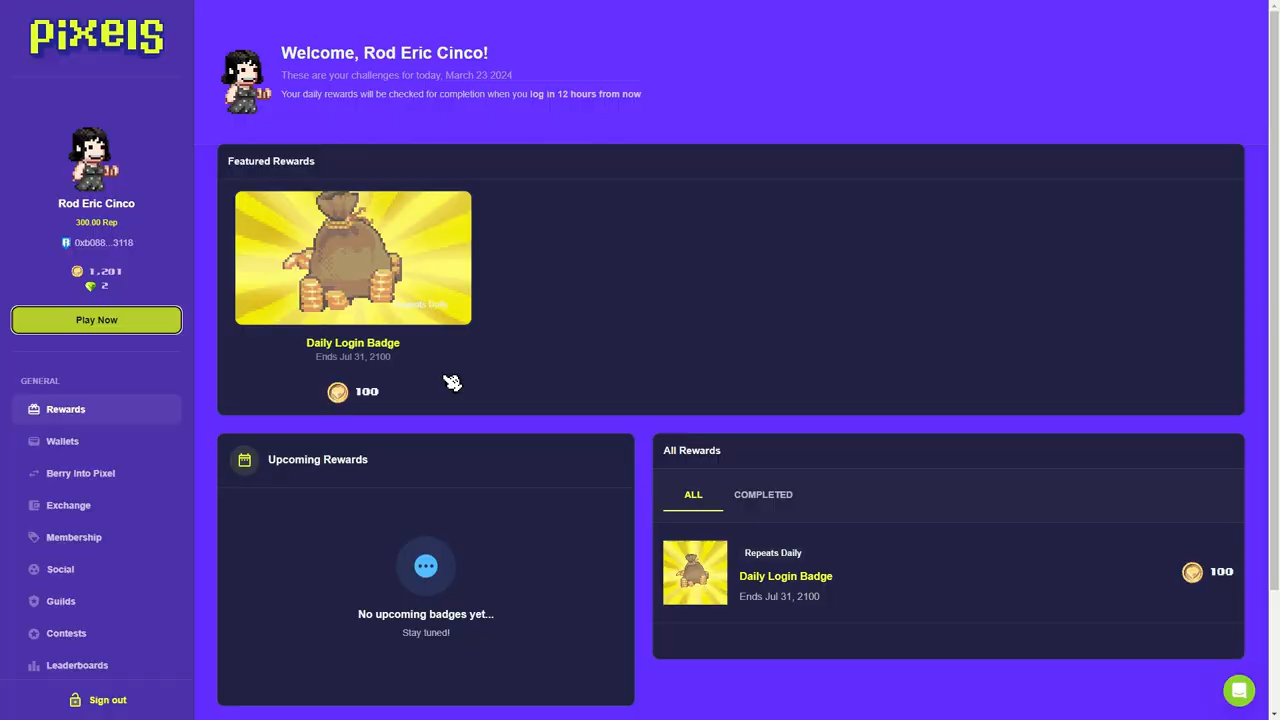 pixels
Rod Eric Cinco
300.00 Rep
0xb088...3118
1,201
2
Play Now
GENERAL
Rewards
Wallets
Berry Into Pixel
Exchange
Membership
Social
Guilds
Contests
Leaderboards
Sign out
Welcome, Rod Eric Cinco!
These are your challenges for today, March 23 2024
Your daily rewards will be checked for completion when you log in 12 hours from now
Featured Rewards
Repeats Daily
Daily Login Badge
Ends Jul 31, 2100
100
Upcoming Rewards
No upcoming badges yet...
Stay tuned!
All Rewards
ALL COMPLETED
Repeats Daily
Daily Login Badge
Ends Jul 31, 2100
100